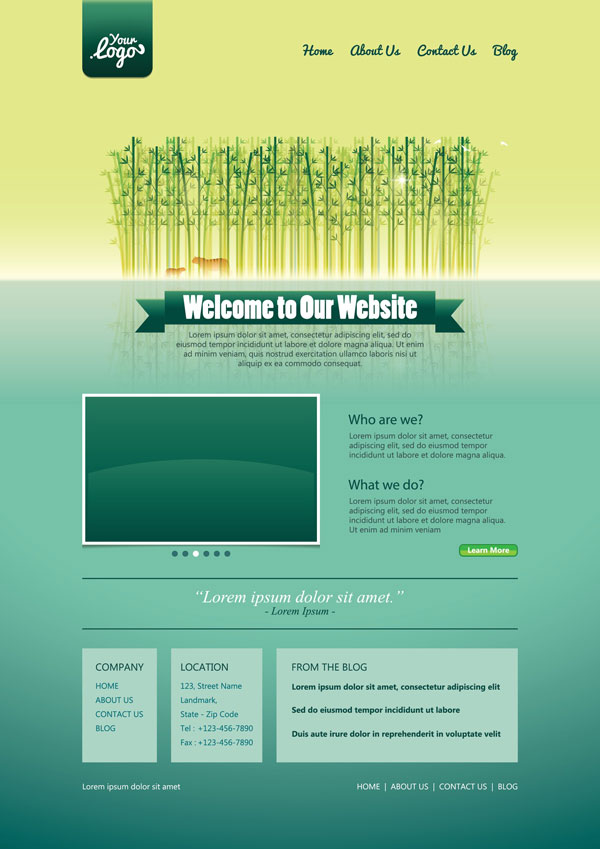 Your
Logo
Home About Us Contact Us Blog
Welcome to Our Website
Lorem ipsum dolor sit amet, consectetur adipiscing elit, sed do
eiusmod tempor incididunt ut labore et dolore magna aliqua. Ut enim
ad minim veniam, quis nostrud exercitation ullamco laboris nisi ut
aliquip ex ea commodo consequat.
Who are we?
Lorem ipsum dolor sit amet, consectetur
adipiscing elit, sed do eiusmod tempor
incididunt ut labore et dolore magna aliqua.
What we do?
Lorem ipsum dolor sit amet, consectetur
adipiscing elit, sed do eiusmod tempor
incididunt ut labore et dolore magna aliqua.
Ut enim ad minim veniam
Learn More
“Lorem ipsum dolor sit amet.”
- Lorem Ipsum -
COMPANY
HOME
ABOUT US
CONTACT US
BLOG
LOCATION
123, Street Name
Landmark,
State - Zip Code
Tel : +123-456-7890
Fax : +123-456-7890
FROM THE BLOG
Lorem ipsum dolor sit amet, consectetur adipiscing elit
Sed do eiusmod tempor incididunt ut labore
Duis aute irure dolor in reprehenderit in voluptate velit
Lorem ipsum dolor sit amet
HOME | ABOUT US | CONTACT US | BLOG